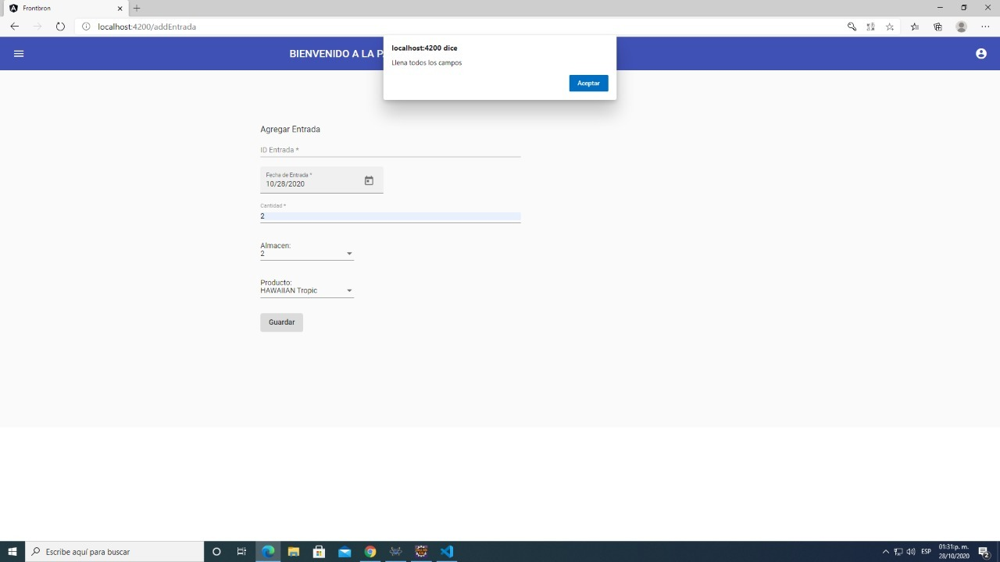 Frontbron
localhost:4200/addEntrada
BIENVENIDO A LA P
localhost:4200 dice
Llena todos los campos
Aceptar
Agregar Entrada
ID Entrada *
Fecha de Entrada *
10/28/2020
Cantidad *
2
Almacen:
2
Producto:
HAWAIIAN Tropic
Guardar
Escribe aquí para buscar
ESP
01:31p. m.
28/10/2020
2